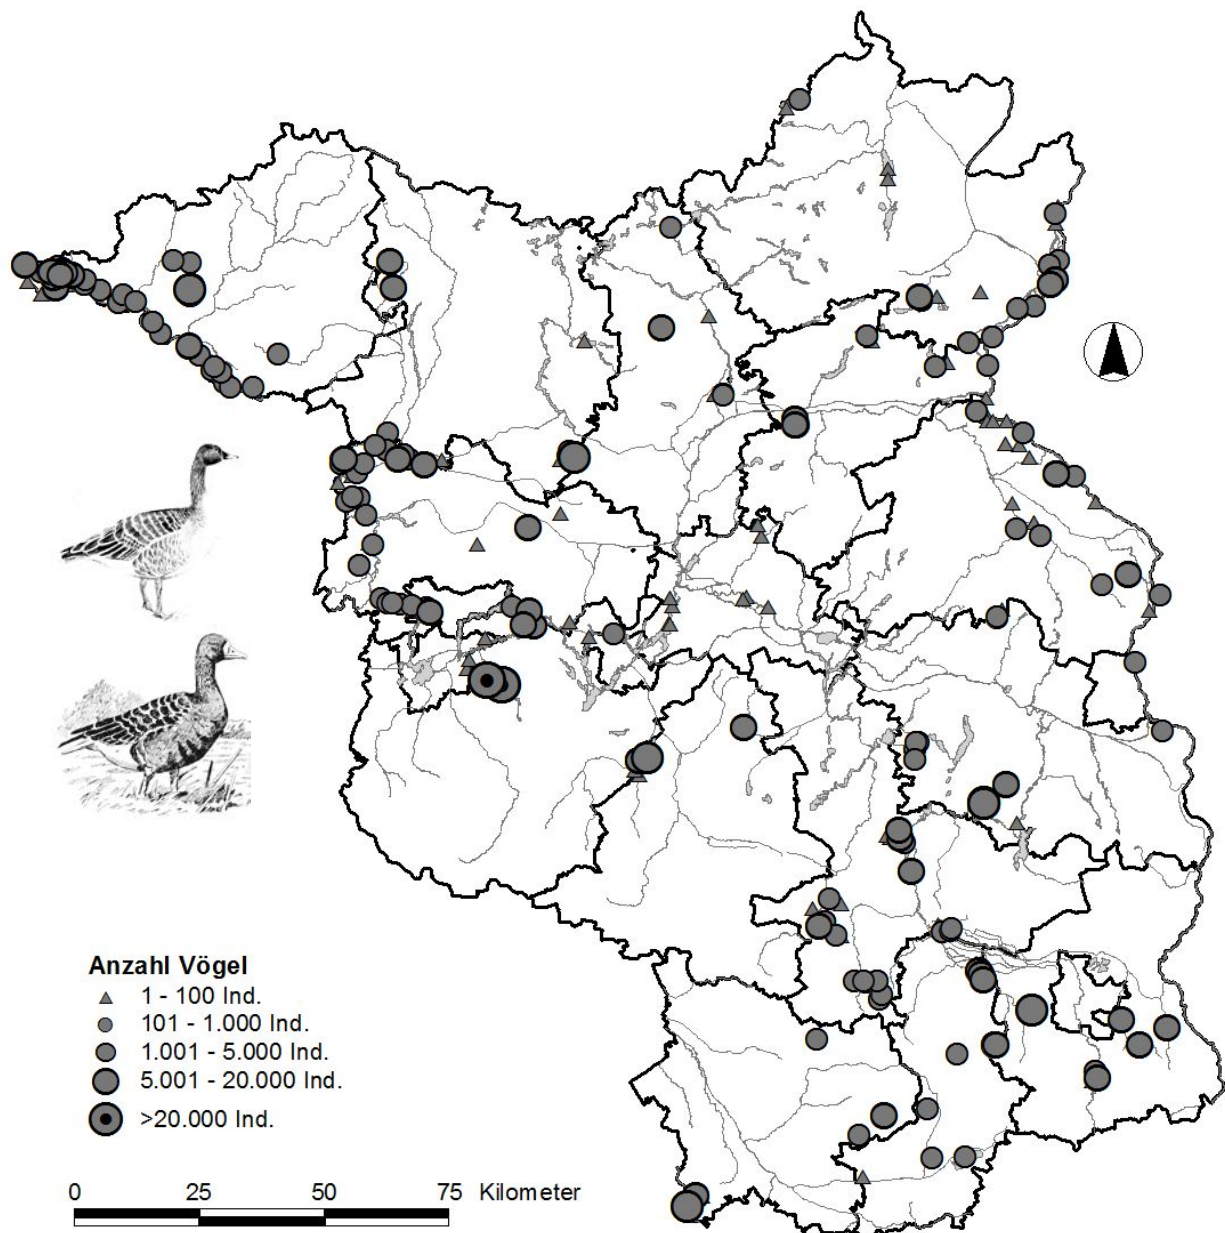 Anzahl Vögel
1 - 100 Ind.
101 - 1.000 Ind.
1.001 - 5.000 Ind.
5.001 - 20.000 Ind.
>20.000 Ind.
0 25 50 75 Kilometer